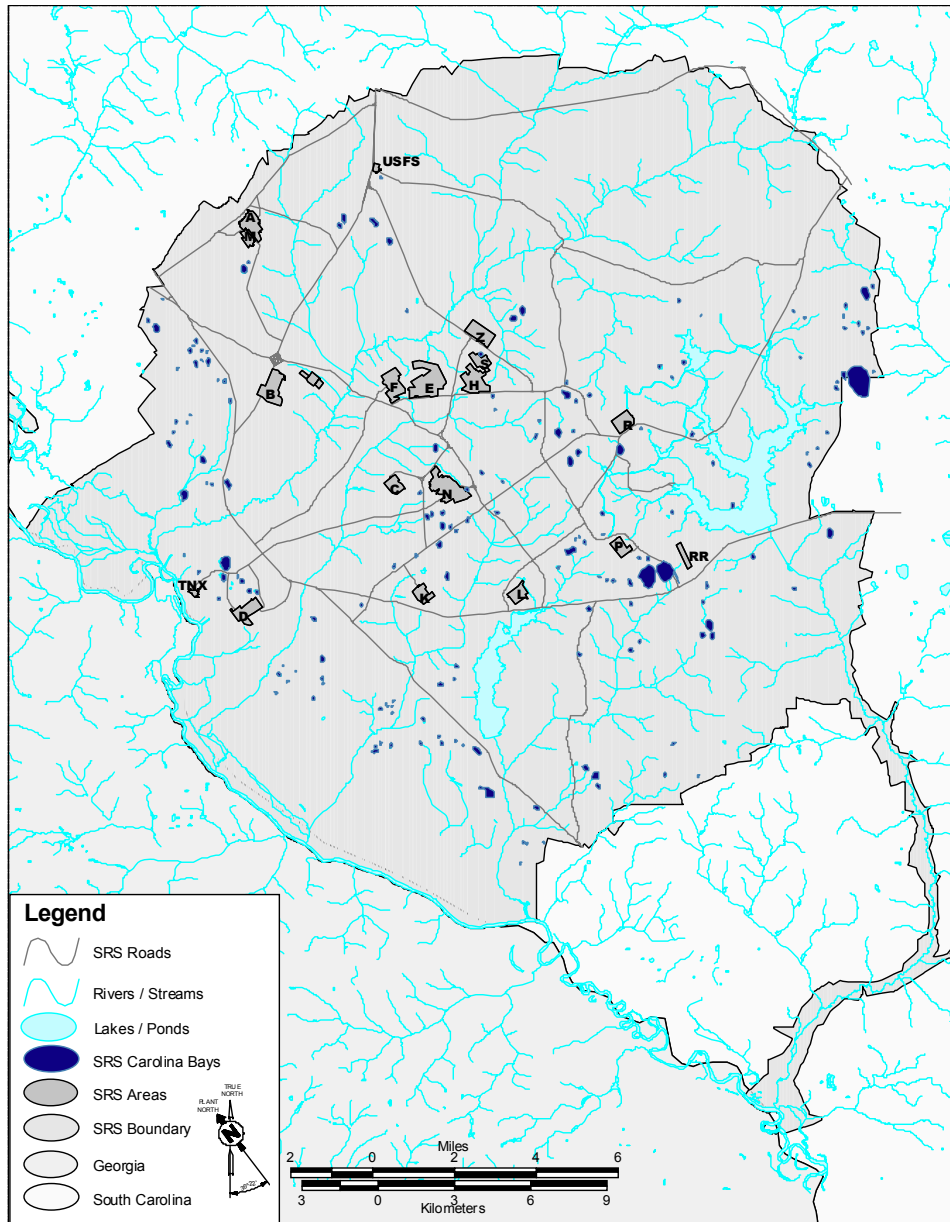 USFS
A
M
Z
S
F
E
H
B
R
C
N
P
RR
TNX
K
L
D
Legend
SRS Roads
Rivers / Streams
Lakes / Ponds
SRS Carolina Bays
SRS Areas
SRS Boundary
Georgia
South Carolina
TRUE
NORTH
PLANT
NORTH
N
Miles
2 0 2 4 6
3 0 3 6 9
Kilometers